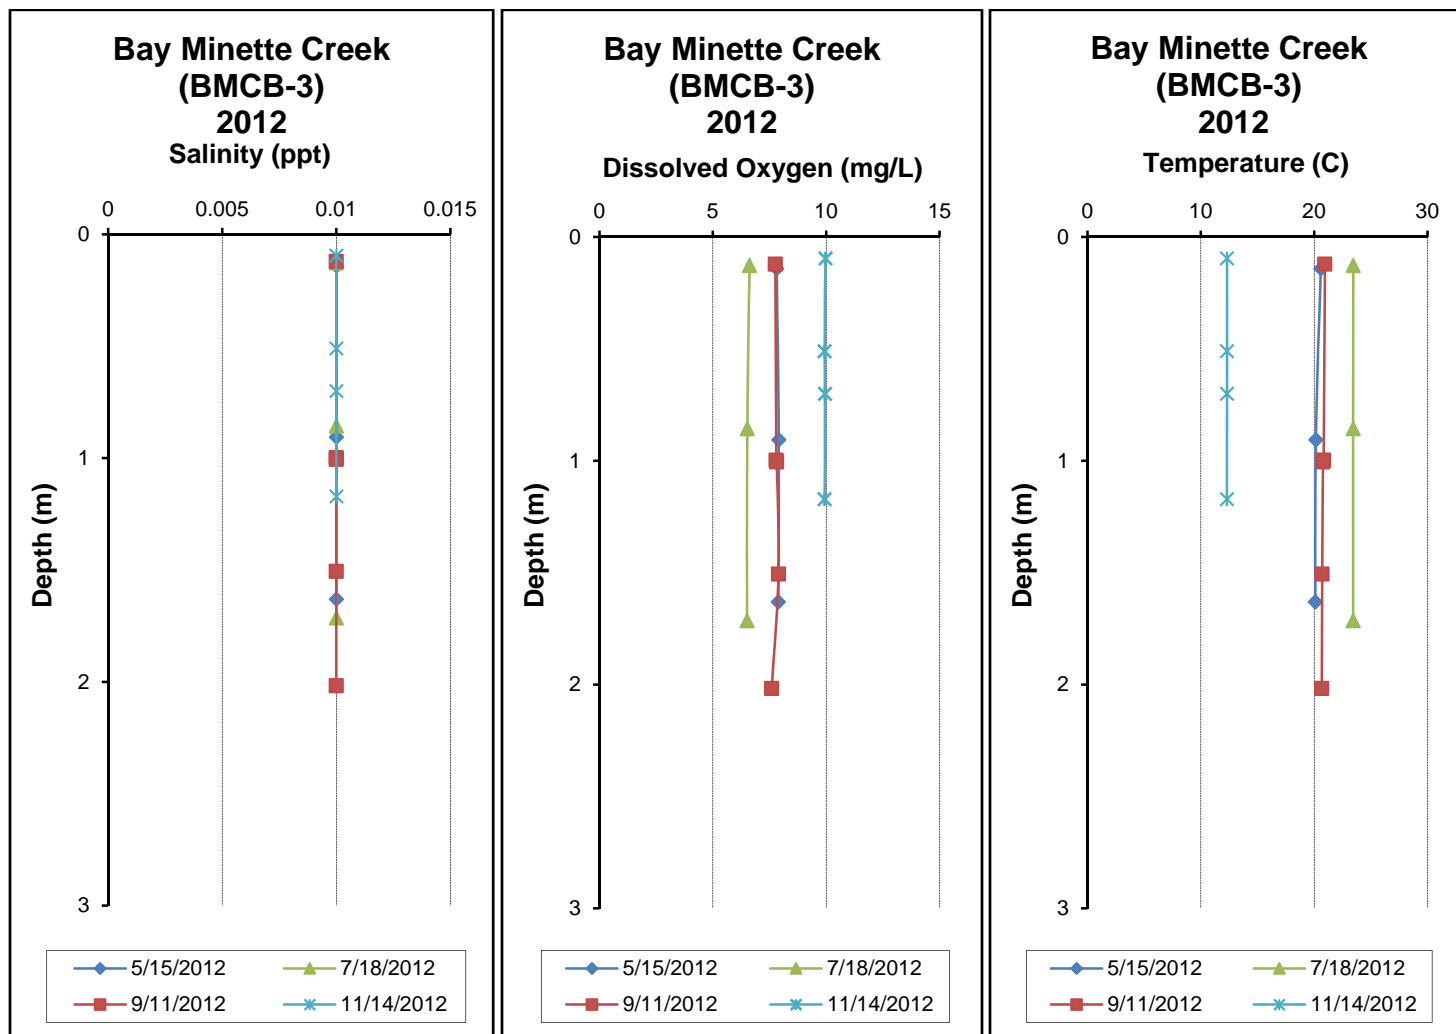 Bay Minette Creek
(BMCB-3)
2012
Salinity (ppt)
0 0.005 0.01 0.015
0
1
2
3
Depth (m)
5/15/2012 7/18/2012
9/11/2012 11/14/2012
Bay Minette Creek
(BMCB-3)
2012
Dissolved Oxygen (mg/L)
0 5 10 15
0
1
2
3
Depth (m)
5/15/2012 7/18/2012
9/11/2012 11/14/2012
Bay Minette Creek
(BMCB-3)
2012
Temperature (C)
0 10 20 30
0
1
2
3
Depth (m)
5/15/2012 7/18/2012
9/11/2012 11/14/2012